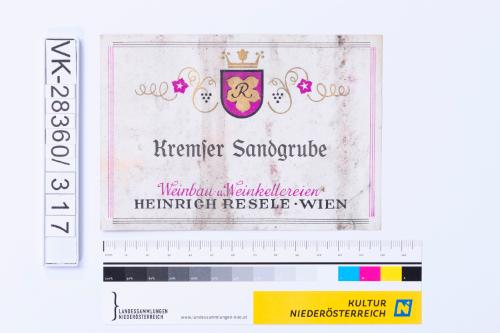 VK-28360/317
R
Kremser Sandgrube
Weinbau u. Weinkellereien
HEINRICH RESELE · WIEN
LANDESSAMMLUNGEN
NIEDERÖSTERREICH
www.landessammlungen-noe.at
KULTUR
NIEDERÖSTERREICH
N